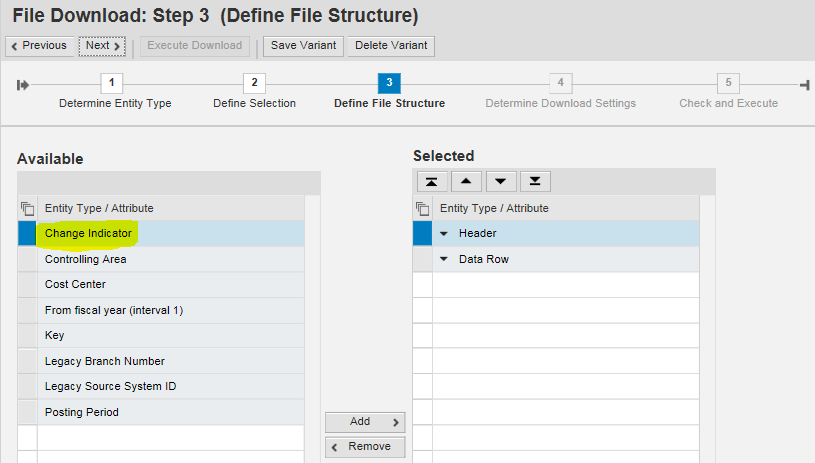 File Download: Step 3 (Define File Structure)
Previous Next Execute Download Save Variant Delete Variant
1 2 3 4 5
Determine Entity Type Define Selection Define File Structure Determine Download Settings Check and Execute
Available
Entity Type / Attribute
Change Indicator
Controlling Area
Cost Center
From fiscal year (interval 1)
Key
Legacy Branch Number
Legacy Source System ID
Posting Period
Add
Remove
Selected
Entity Type / Attribute
Header
Data Row